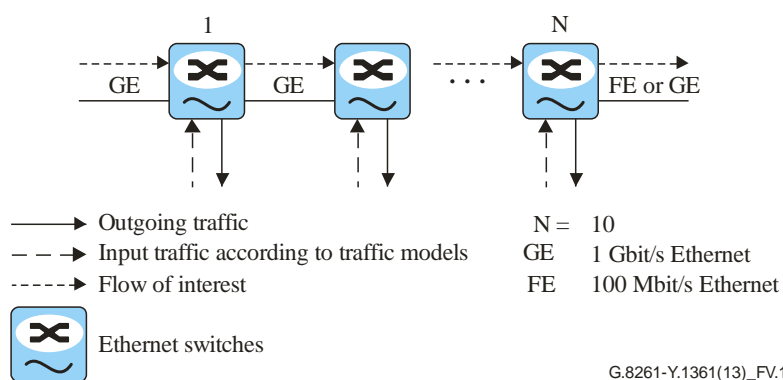 1
N
GE
GE
. . .
FE or GE
Outgoing traffic
N = 10
Input traffic according to traffic models
GE 1 Gbit/s Ethernet
Flow of interest
FE 100 Mbit/s Ethernet
Ethernet switches
G.8261-Y.1361(13)_FV.1